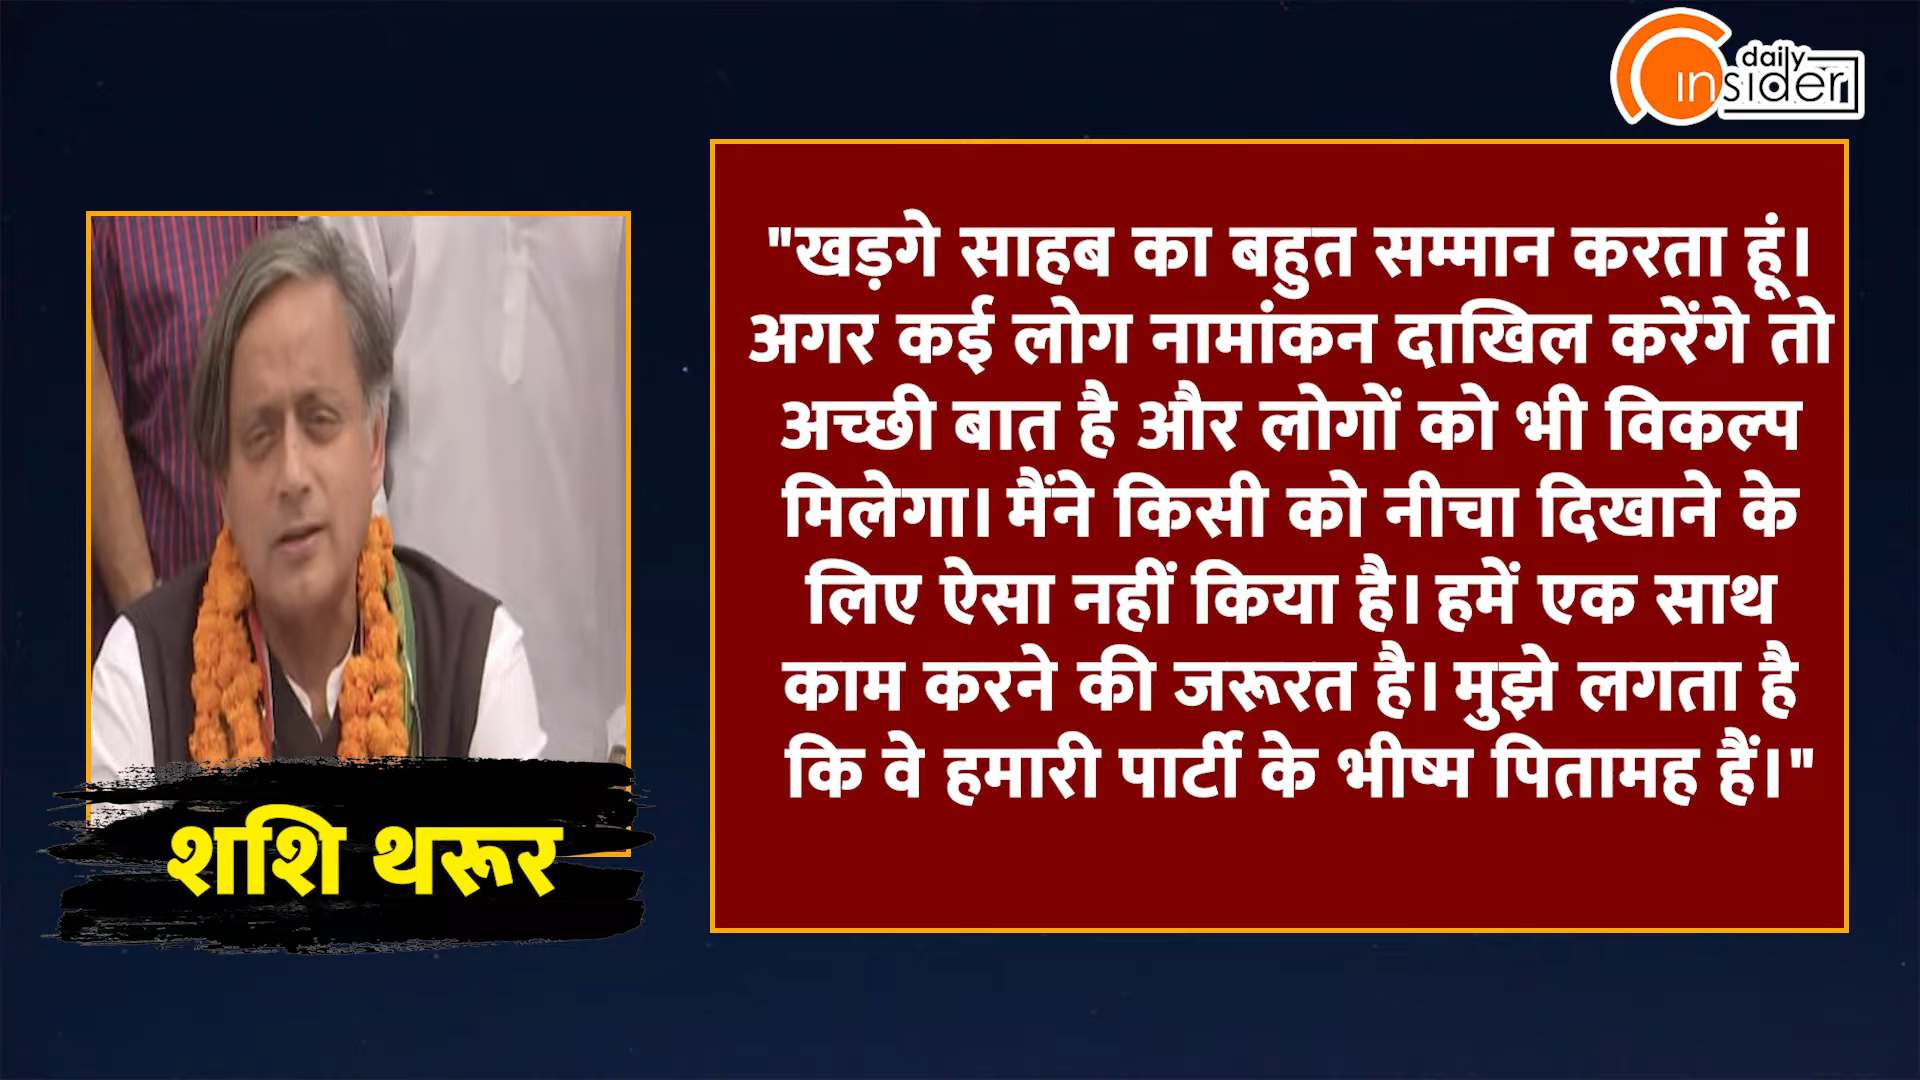 daily
insider
"खड़गे साहब का बहुत सम्मान करता हूं।
अगर कई लोग नामांकन दाखिल करेंगे तो
अच्छी बात है और लोगों को भी विकल्प
मिलेगा। मैंने किसी को नीचा दिखाने के
लिए ऐसा नहीं किया है। हमें एक साथ
काम करने की जरूरत है। मुझे लगता है
कि वे हमारी पार्टी के भीष्म पितामह हैं।"
शशि थरूर